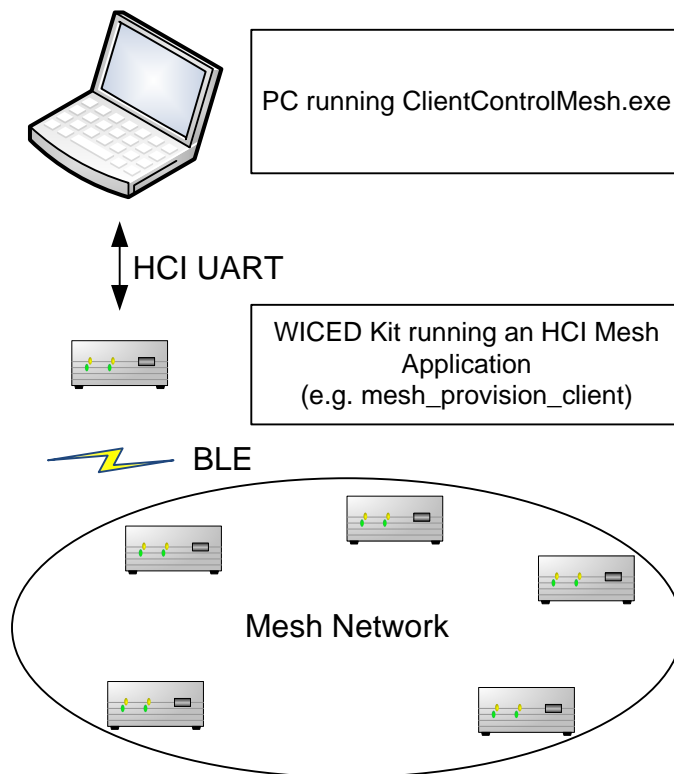 PC running ClientControlMesh.exe
HCI UART
WICED Kit running an HCI Mesh
Application
(e.g. mesh_provision_client)
BLE
Mesh Network